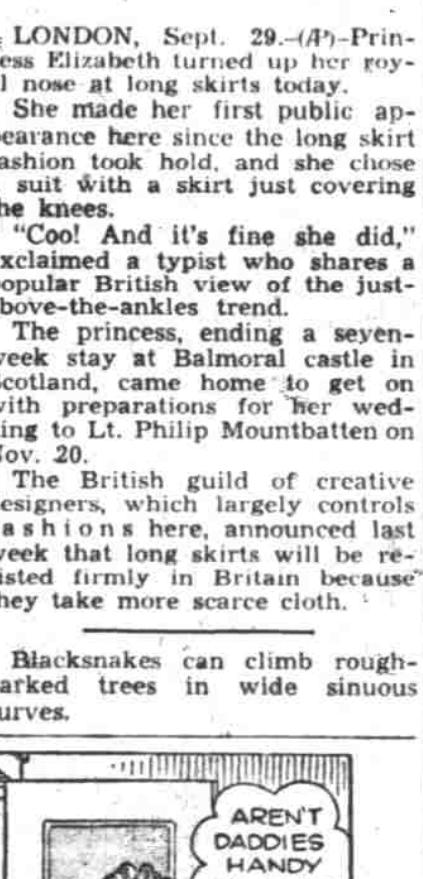 LONDON, Sept. 29.-(AP)-Prin-
ess Elizabeth turned up her roy-
l nose at long skirts today.
She made her first public ap-
earance here since the long skirt
ashion took hold, and she chose
suit with a skirt just covering
he knees.
"Coo! And it's fine she did,"
xclaimed a typist who shares a
opular British view of the just-
bove-the-ankles trend.
The princess, ending a seven-
week stay at Balmoral castle in
Scotland, came home to get on
with preparations for her wed-
ing to Lt. Philip Mountbatten on
Nov. 20.
The British guild of creative
esigners, which largely controls
ashions here, announced last
week that long skirts will be re-
isted firmly in Britain because
hey take more scarce cloth.
Blacksnakes can climb rough-
arked trees in wide sinuous
urves.
AREN'T
DADDIES
HANDY